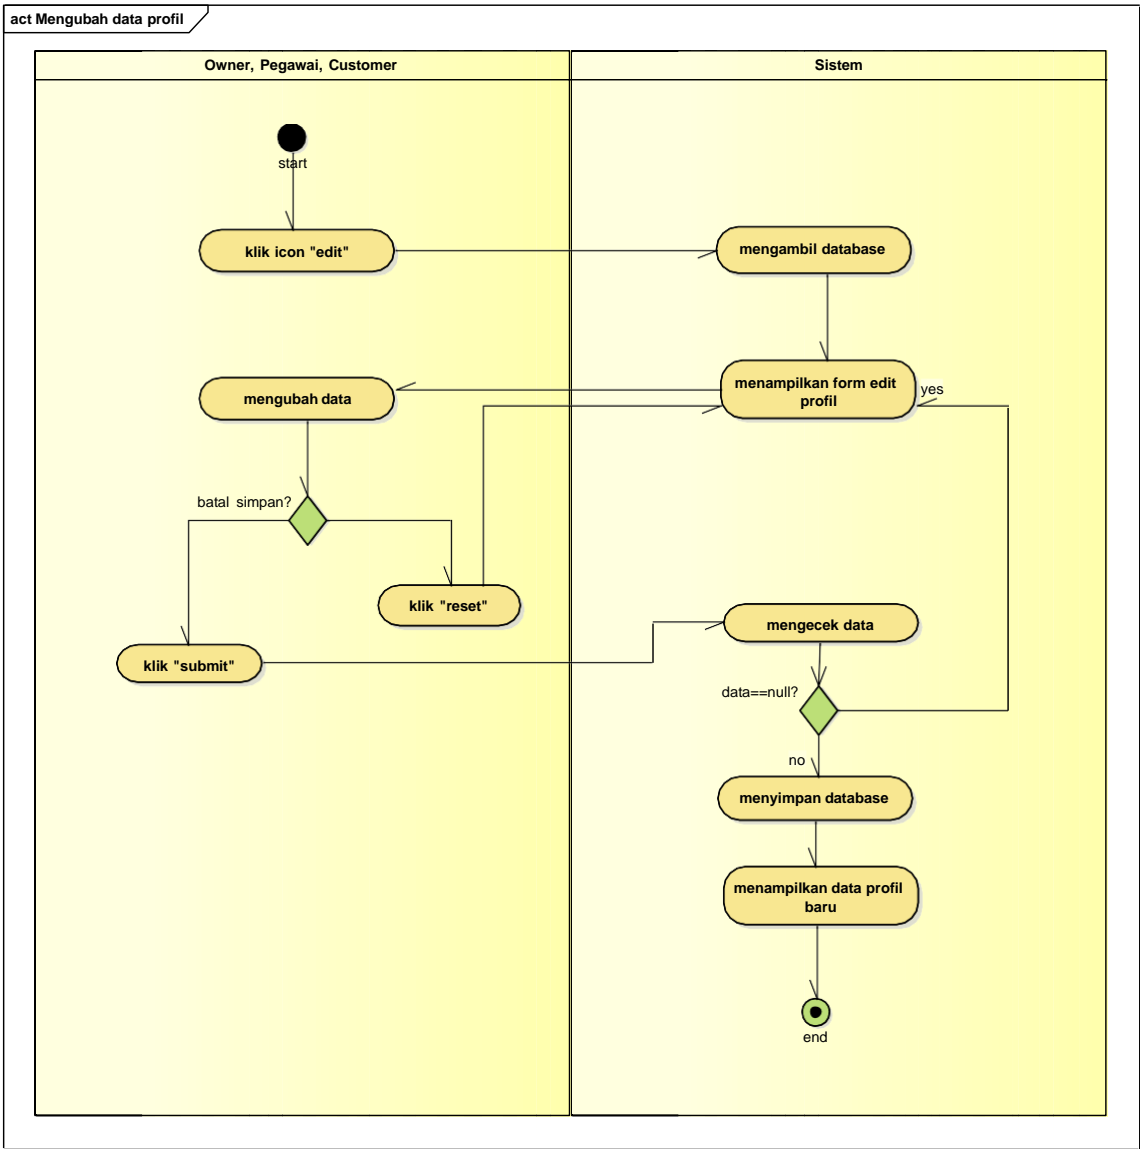 act Mengubah data profil
Owner, Pegawai, Customer
Sistem
start
klik icon "edit"
mengambil database
menampilkan form edit
profil
yes
mengubah data
batal simpan?
klik "reset"
mengecek data
klik "submit"
data==null?
no
menyimpan database
menampilkan data profil
baru
end